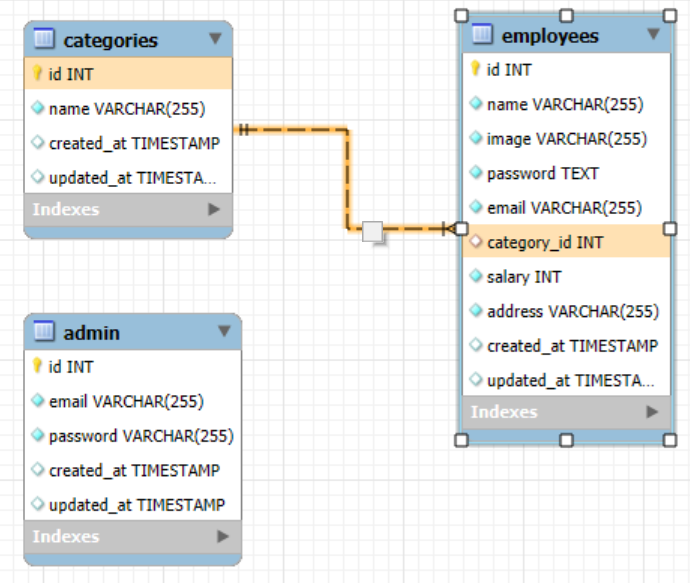 categories
id INT
name VARCHAR(255)
created_at TIMESTAMP
updated_at TIMESTA...
Indexes
employees
id INT
name VARCHAR(255)
image VARCHAR(255)
password TEXT
email VARCHAR(255)
category_id INT
salary INT
address VARCHAR(255)
created_at TIMESTAMP
updated_at TIMESTA...
Indexes
admin
id INT
email VARCHAR(255)
password VARCHAR(255)
created_at TIMESTAMP
updated_at TIMESTAMP
Indexes